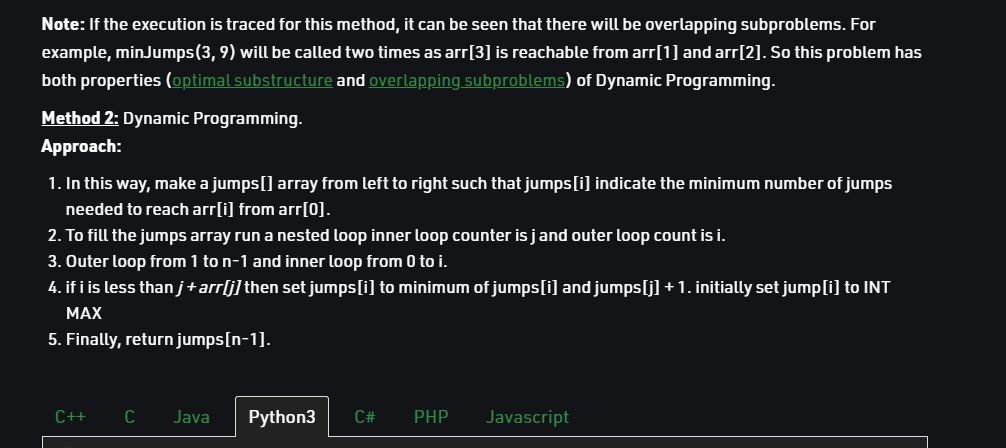 Note: If the execution is traced for this method, it can be seen that there will be overlapping subproblems. For
example, minJumps(3, 9) will be called two times as arr[3] is reachable from arr[1] and arr[2]. So this problem has
both properties (optimal substructure and overlapping subproblems) of Dynamic Programming.
Method 2: Dynamic Programming.
Approach:
1. In this way, make a jumps[] array from left to right such that jumps[i] indicate the minimum number of jumps
needed to reach arr[i] from arr[0].
2. To fill the jumps array run a nested loop inner loop counter is j and outer loop count is i.
3. Outer loop from 1 to n-1 and inner loop from 0 to i.
4. if i is less than j + arr[j] then set jumps[i] to minimum of jumps[i] and jumps[j] + 1. initially set jump[i] to INT
MAX
5. Finally, return jumps[n-1].
C++ C Java Python3 C# PHP Javascript